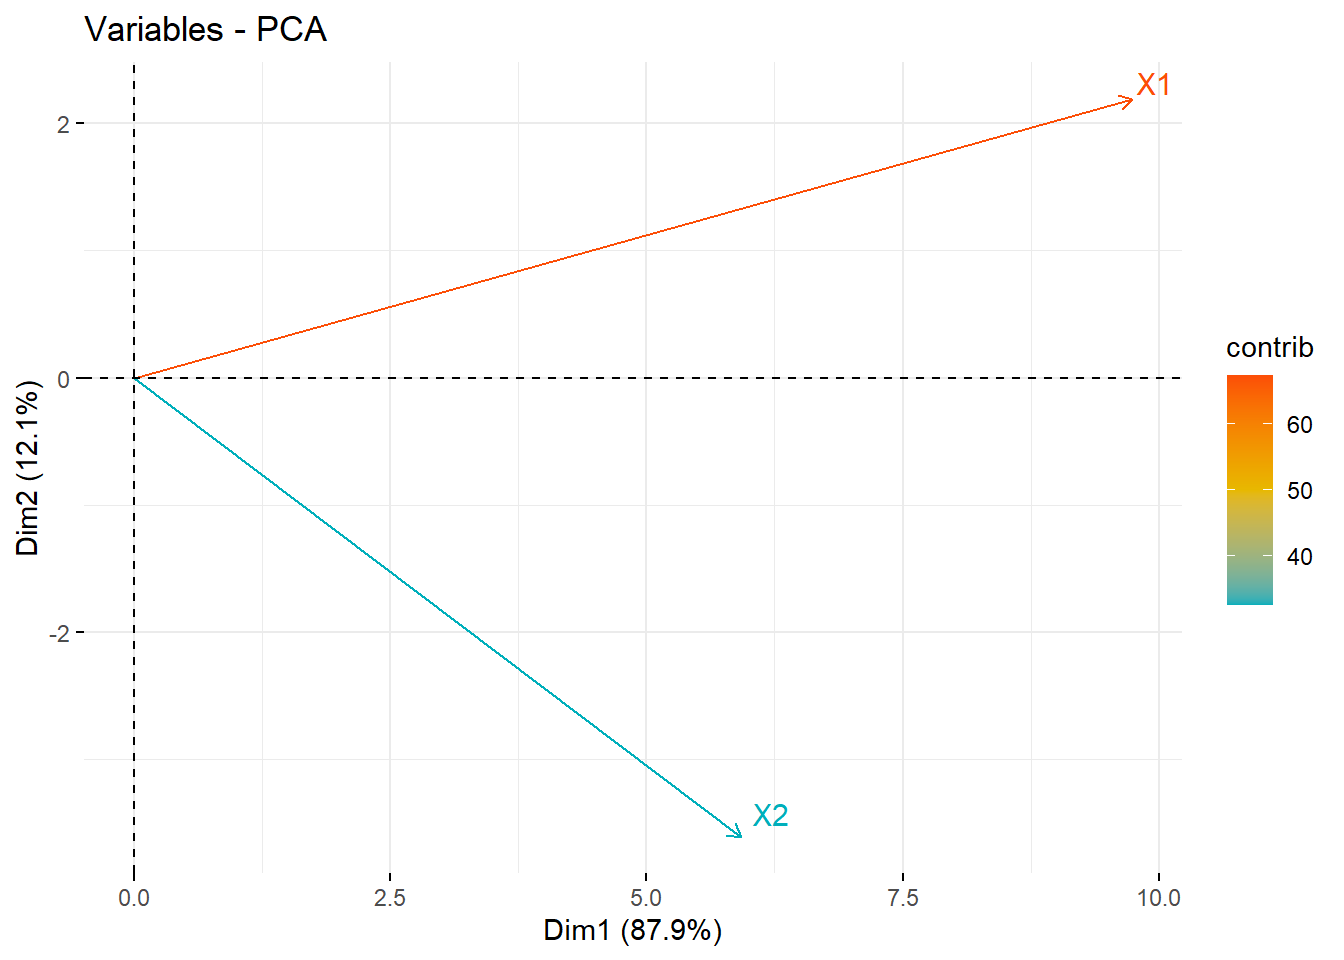 Variables - PCA
X1
X2
2
0
-2
0.0
2.5
5.0
7.5
10.0
Dim1 (87.9%)
Dim2 (12.1%)
contrib
60
50
40